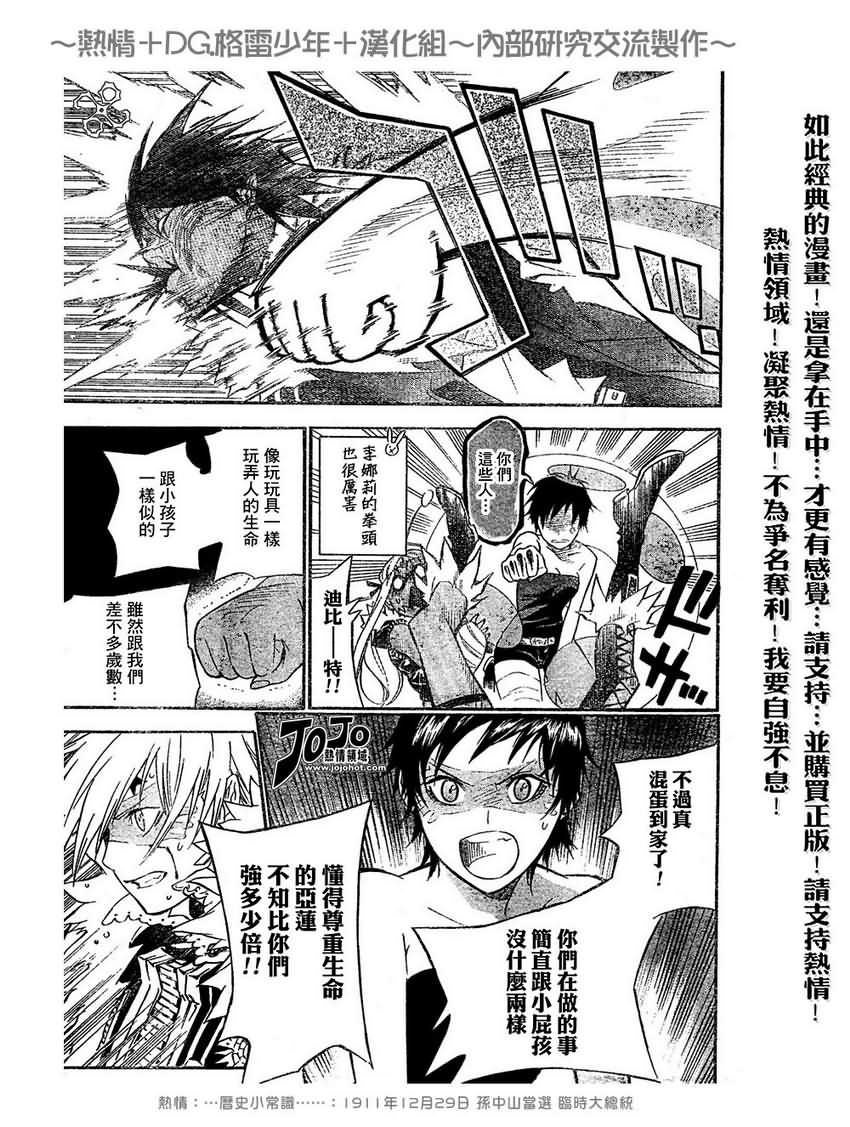 ～熱情＋DG.格雷少年＋漢化組～內部研究交流製作～
如此經典的漫畫！還是拿在手中…才更有感覺…請支持…並購買正版！請支持熱情！
熱情領域！凝聚熱情！不為爭名奪利！我要自強不息！
你們
這些人…
李娜莉的拳頭
也很厲害
迪比——特!!
像玩玩具一樣
玩弄人的生命
跟小孩子
一樣似的
雖然跟我們
差不多歲數…
不過真
混蛋到家了！
你們在做的事
簡直跟小屁孩
沒什麼兩樣
懂得尊重生命
的亞蓮
不知比你們
強多少倍!!
JOJO
熱情領域
www.jojohot.com
熱情：…曆史小常識……：1911年12月29日 孫中山當選 臨時大總統